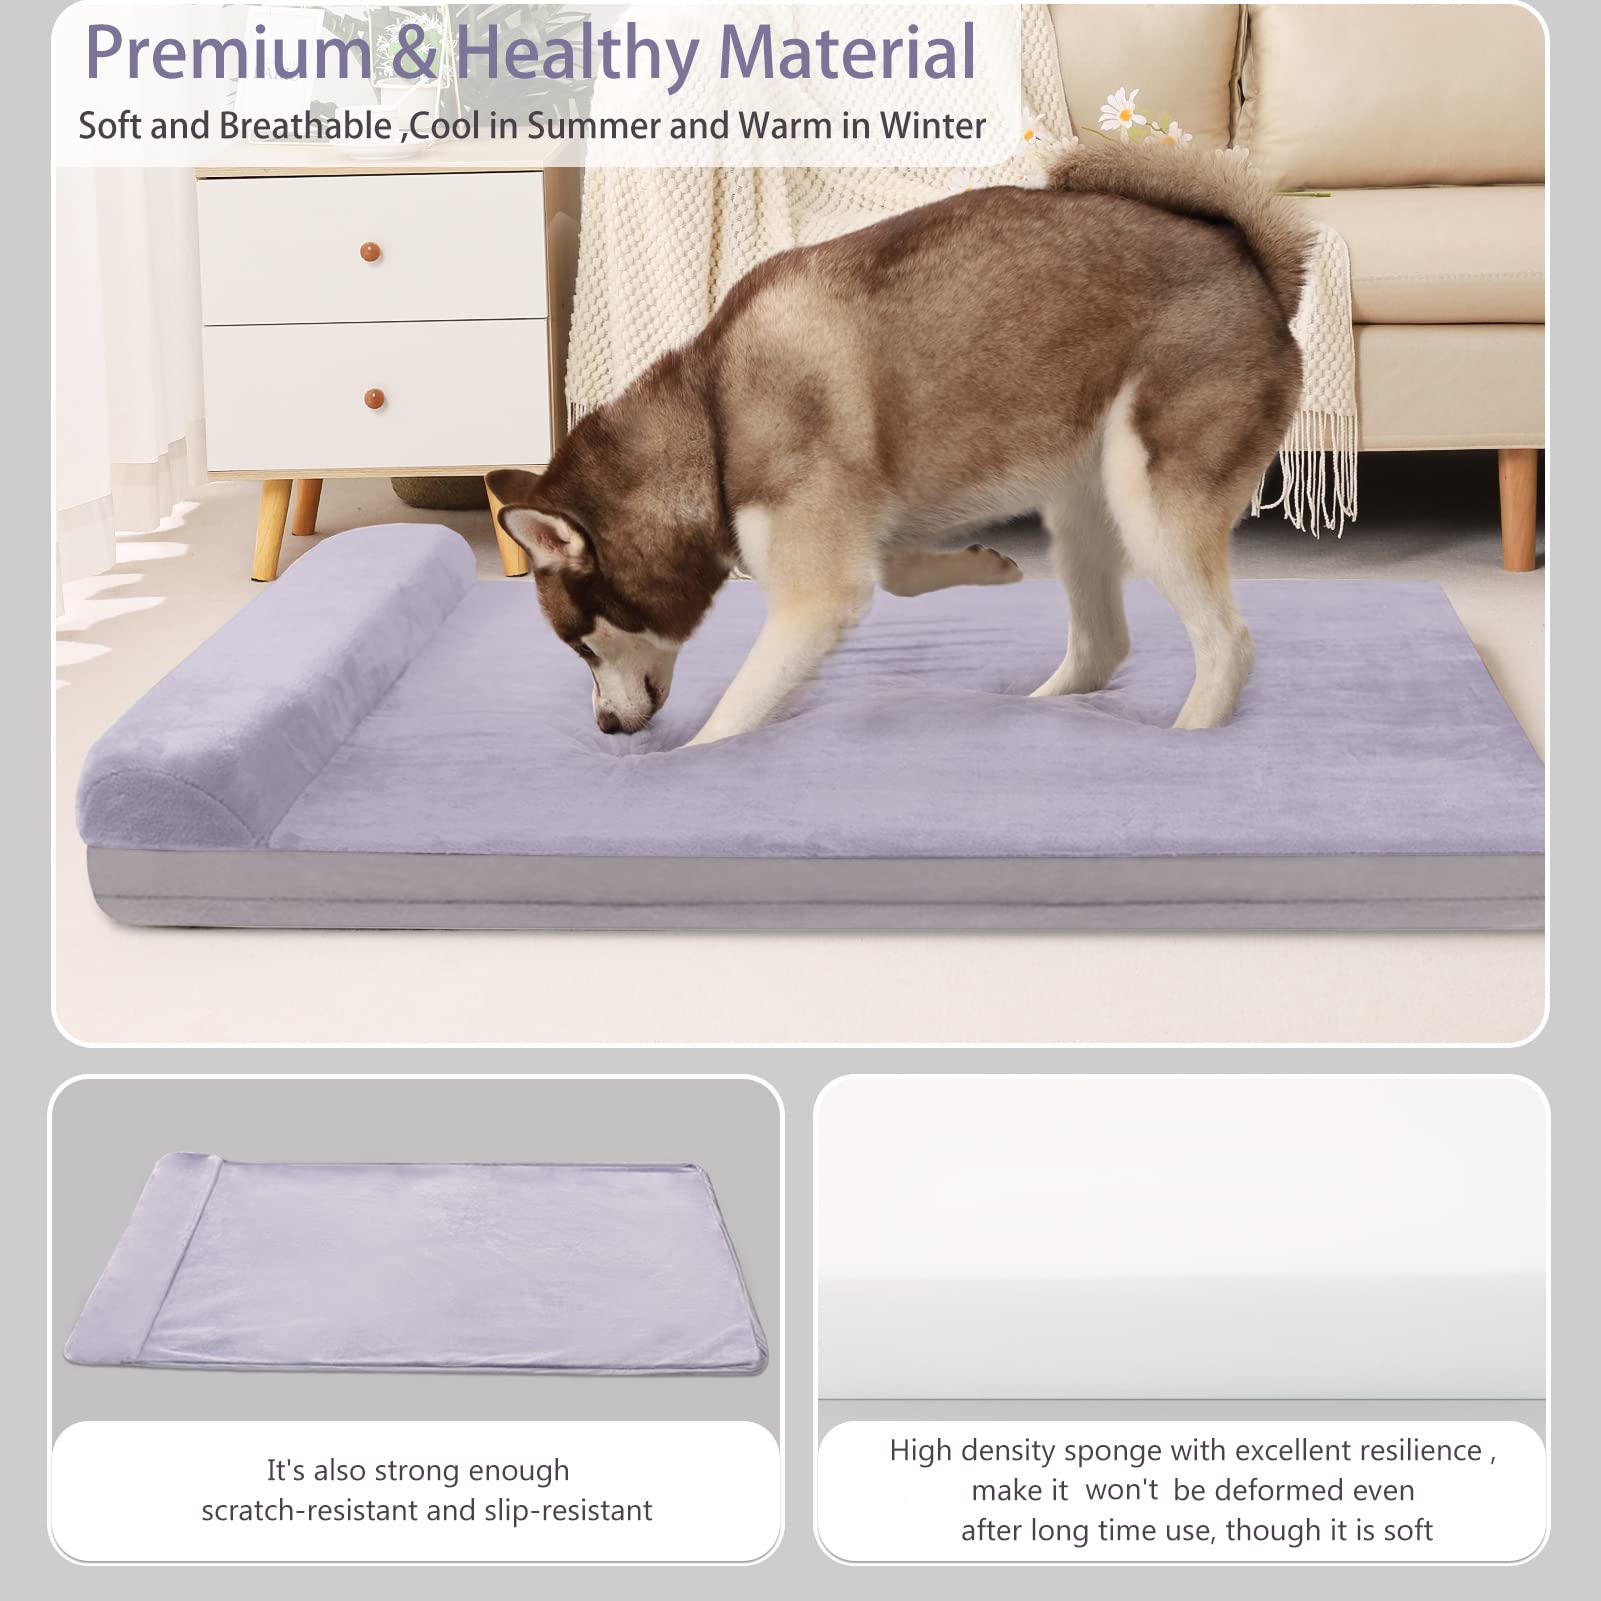 Premium & Healthy Material
Soft and Breathable ,Cool in Summer and Warm in Winter
It's also strong enough
scratch-resistant and slip-resistant
High density sponge with excellent resilience ,
make it won't be deformed even
after long time use, though it is soft